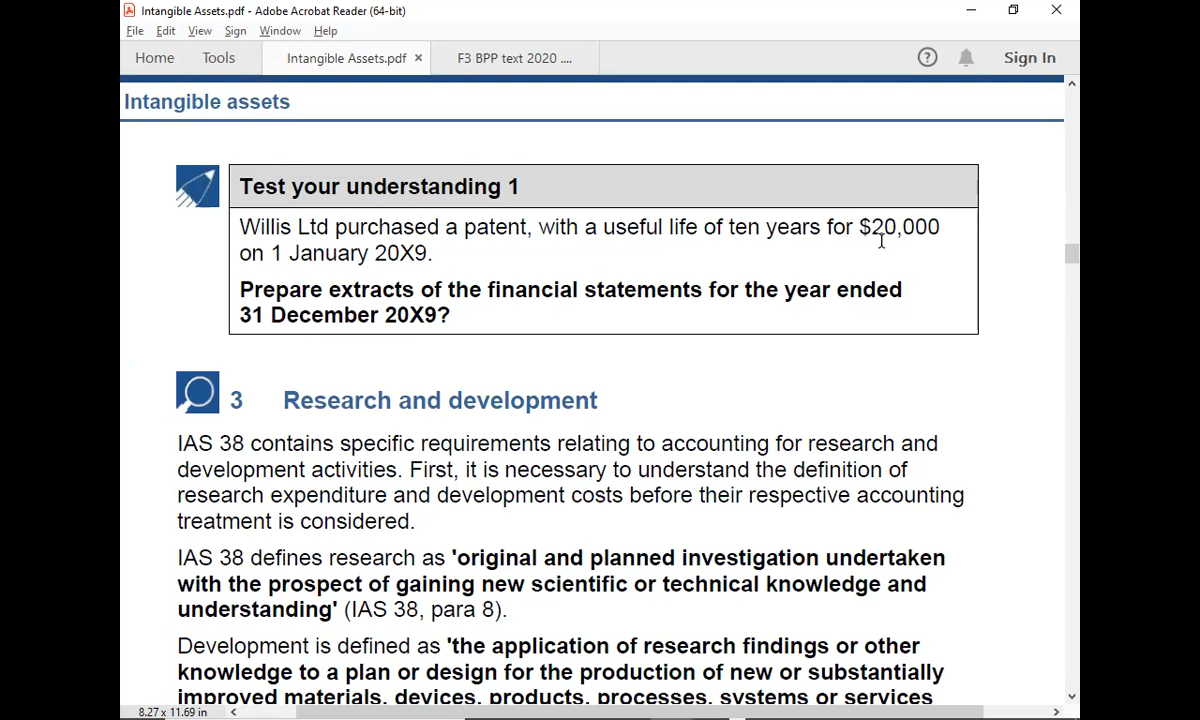 Intangible Assets.pdf - Adobe Acrobat Reader (64-bit)
File Edit View Sign Window Help
Home Tools Intangible Assets.pdf × F3 BPP text 2020 .... Sign In
Intangible assets
Test your understanding 1
Willis Ltd purchased a patent, with a useful life of ten years for $20,000
on 1 January 20X9.
Prepare extracts of the financial statements for the year ended
31 December 20X9?
3 Research and development
IAS 38 contains specific requirements relating to accounting for research and
development activities. First, it is necessary to understand the definition of
research expenditure and development costs before their respective accounting
treatment is considered.
IAS 38 defines research as 'original and planned investigation undertaken
with the prospect of gaining new scientific or technical knowledge and
understanding' (IAS 38, para 8).
Development is defined as 'the application of research findings or other
knowledge to a plan or design for the production of new or substantially
improved materials, devices, products, processes, systems or services
8.27 x 11.69 in